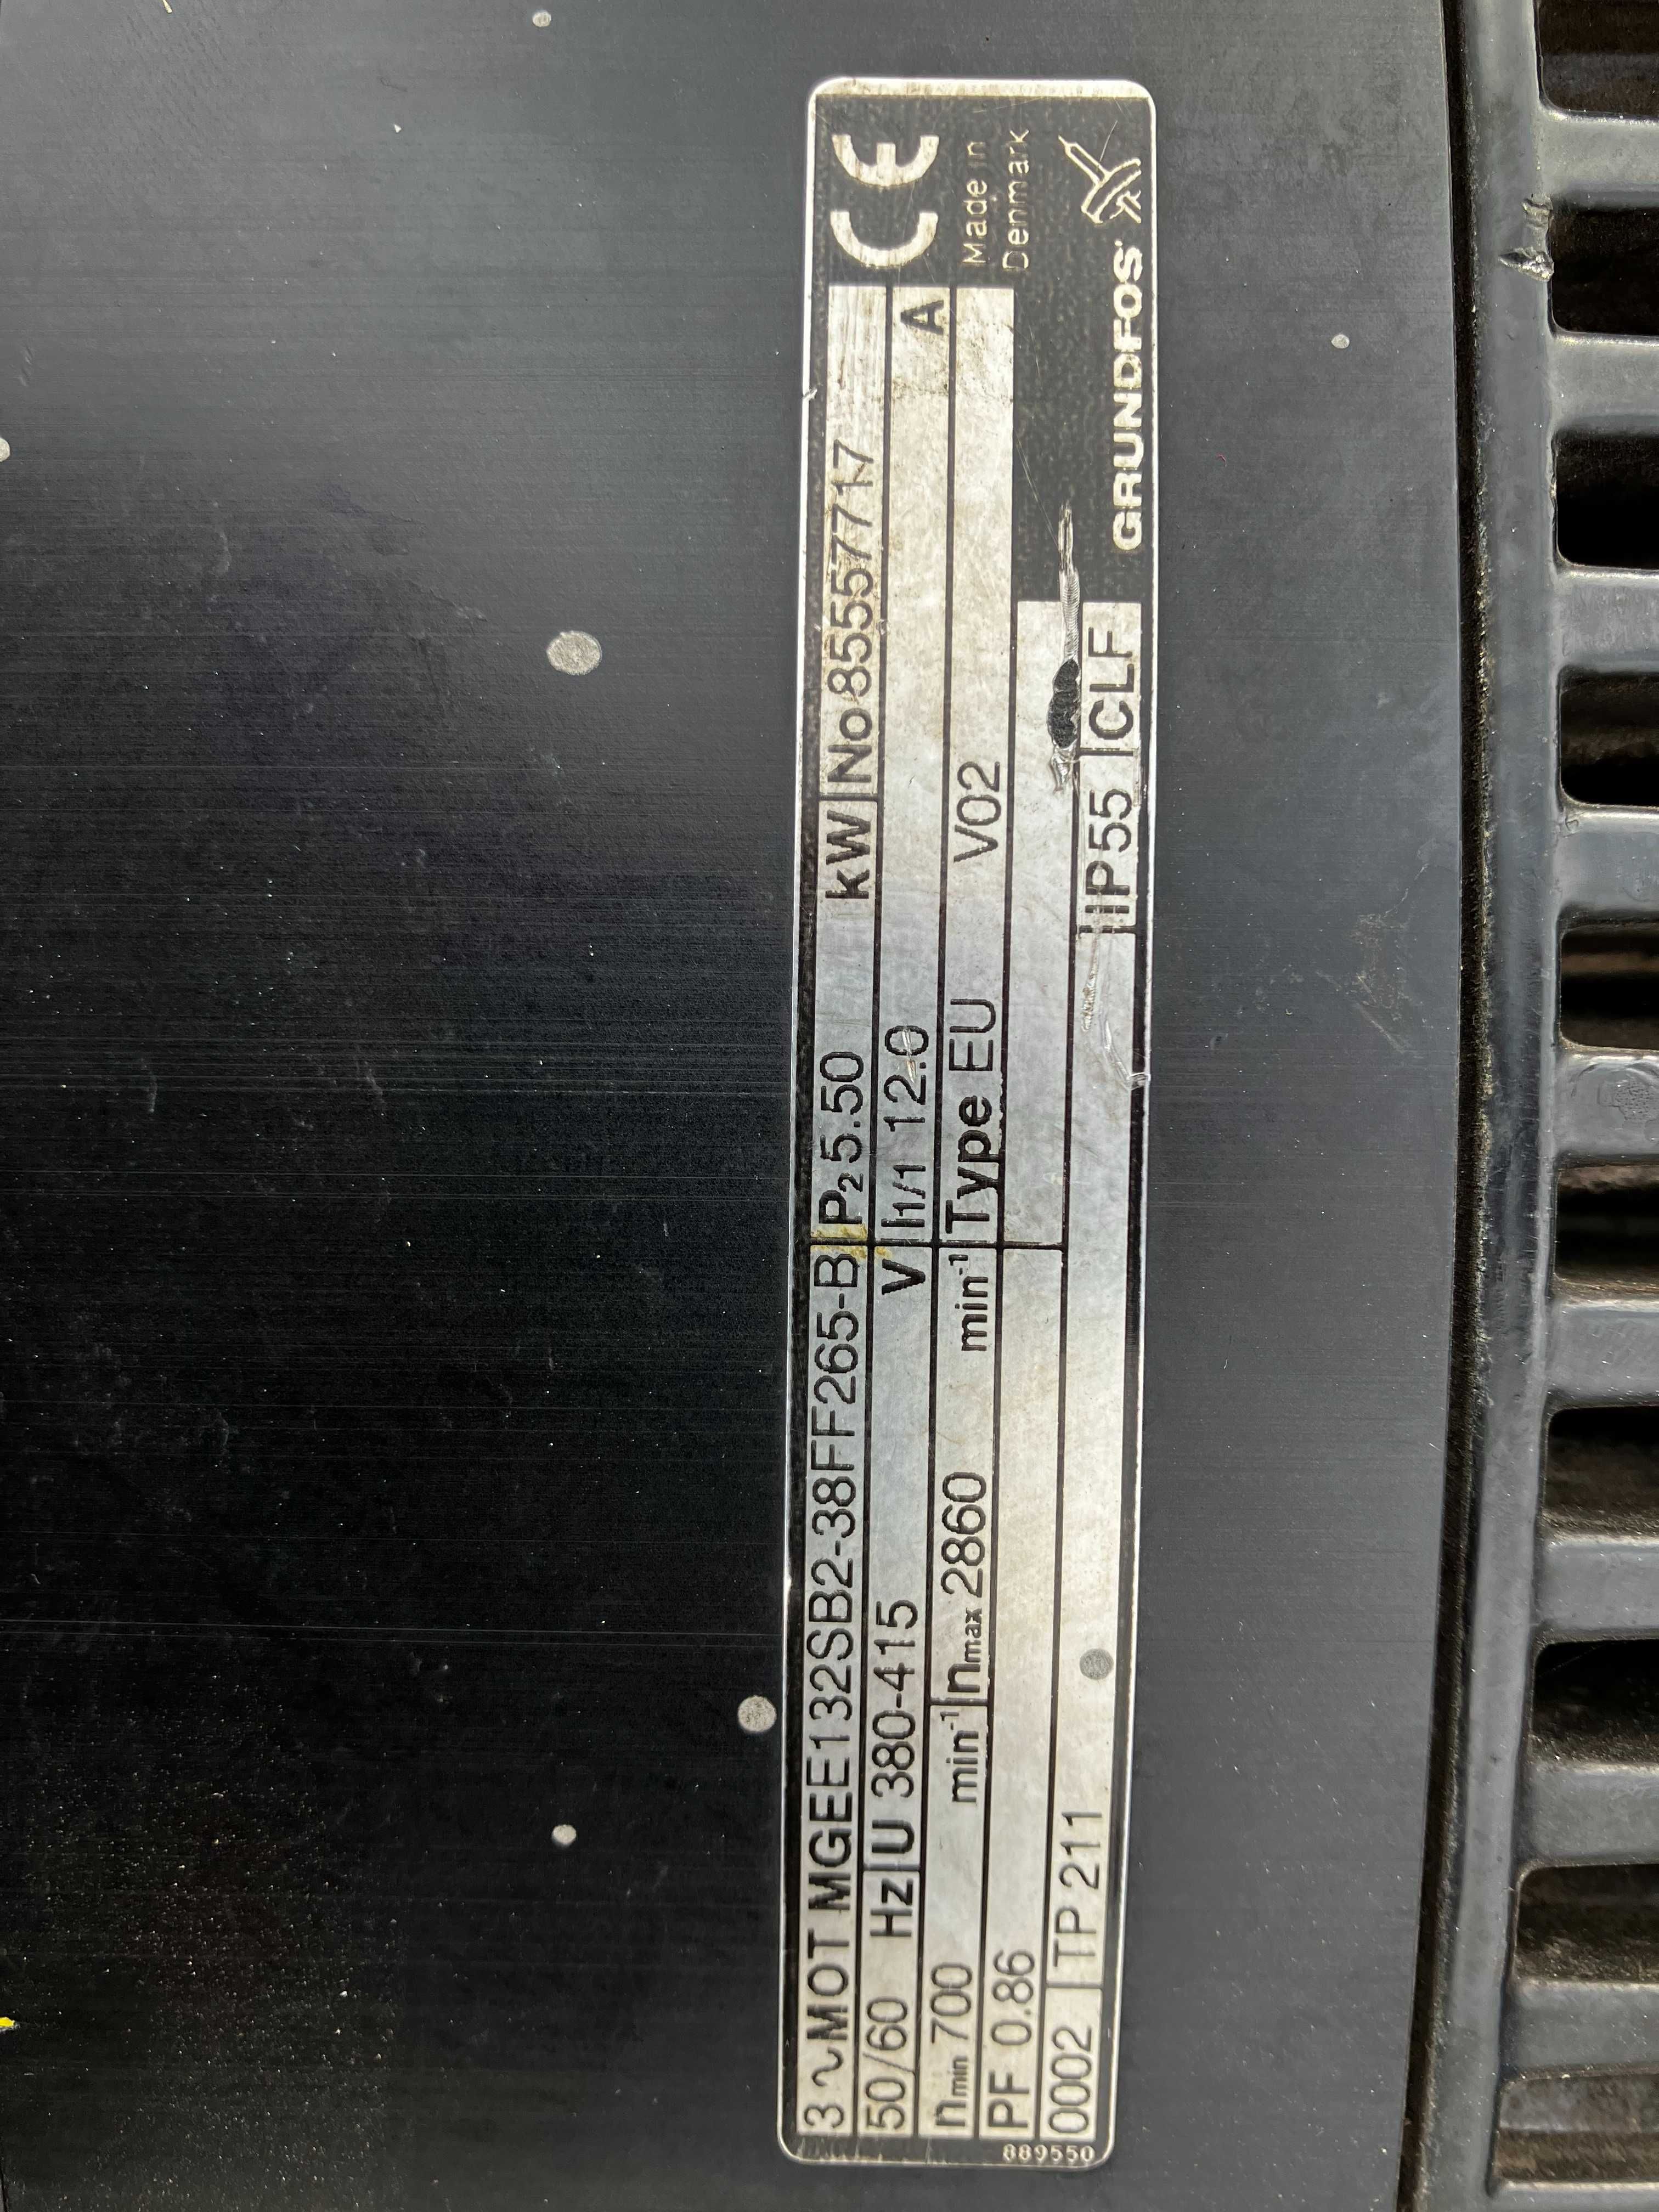 3 ~ MOT MGEE132SB2-38FF265-B P2 5.50 kW No 85557717
50/60 Hz U 380-415 V I1/1 12.0 A
nmin 700 min-1 nmax 2860 min-1 Type EU V02
PF 0.86
0002 TP 211 IP55 CLF
889550
CE
Made in
Denmark
GRUNDFOS